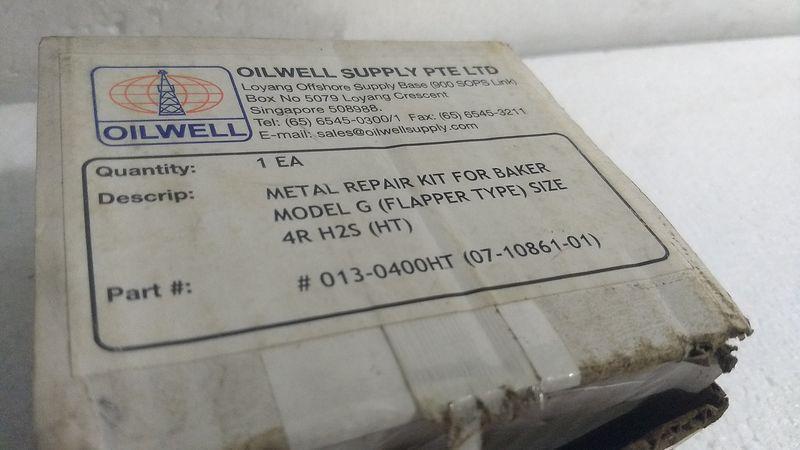 OILWELL
OILWELL SUPPLY PTE LTD
Loyang Offshore Supply Base (900 SOPS Link)
Box No 5079 Loyang Crescent
Singapore 508988.
Tel: (65) 6545-0300/1 Fax: (65) 6545-3211
E-mail: sales@oilwellsupply.com
Quantity: 1 EA
Descrip: METAL REPAIR KIT FOR BAKER
MODEL G (FLAPPER TYPE) SIZE
4R H2S (HT)
Part #: # 013-0400HT (07-10861-01)